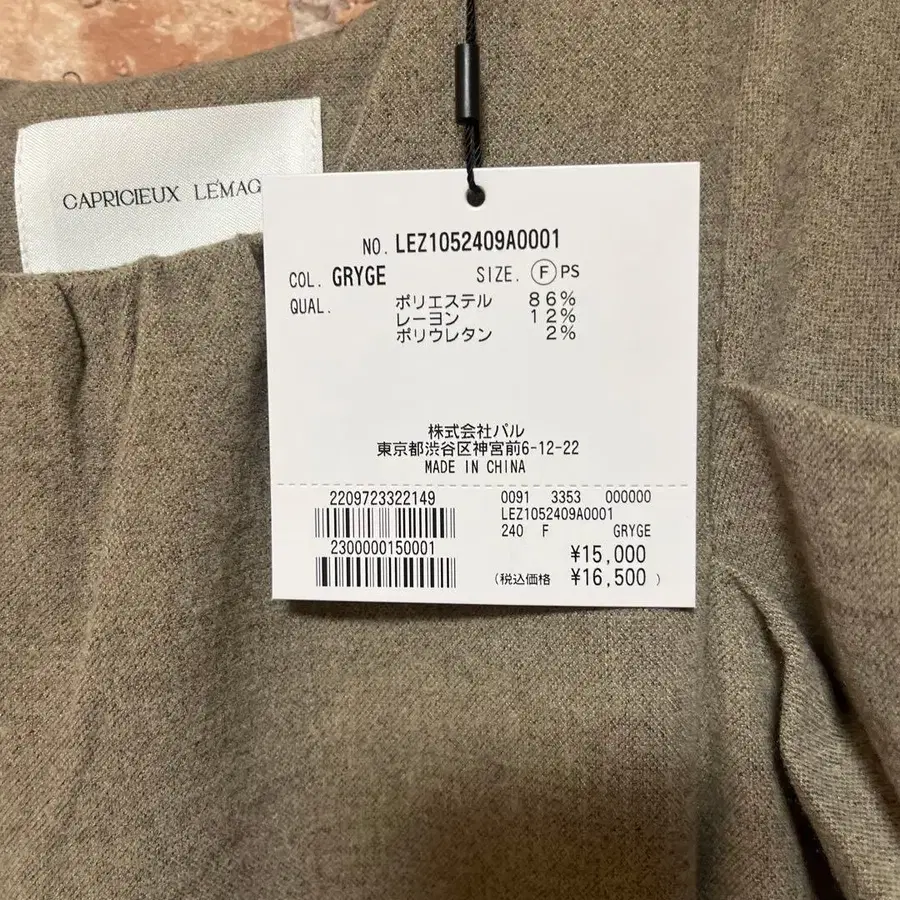 CAPRICIEUX LE'MAG
NO. LEZ1052409A0001
COL. GRYGE SIZE. Ⓕ PS
QUAL. ポリエステル 86%
レーヨン 12%
ポリウレタン 2%
株式会社パル
東京都渋谷区神宮前6-12-22
MADE IN CHINA
2209723322149 0091 3353 000000
LEZ1052409A0001
2300000150001 240 F GRYGE
¥15,000
(税込価格 ¥16,500 )